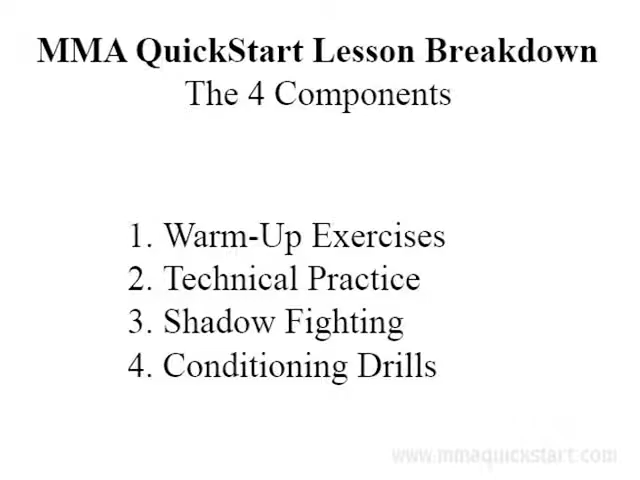 MMA QuickStart Lesson Breakdown
The 4 Components
1. Warm-Up Exercises
2. Technical Practice
3. Shadow Fighting
4. Conditioning Drills
www.mmaquickstart.com